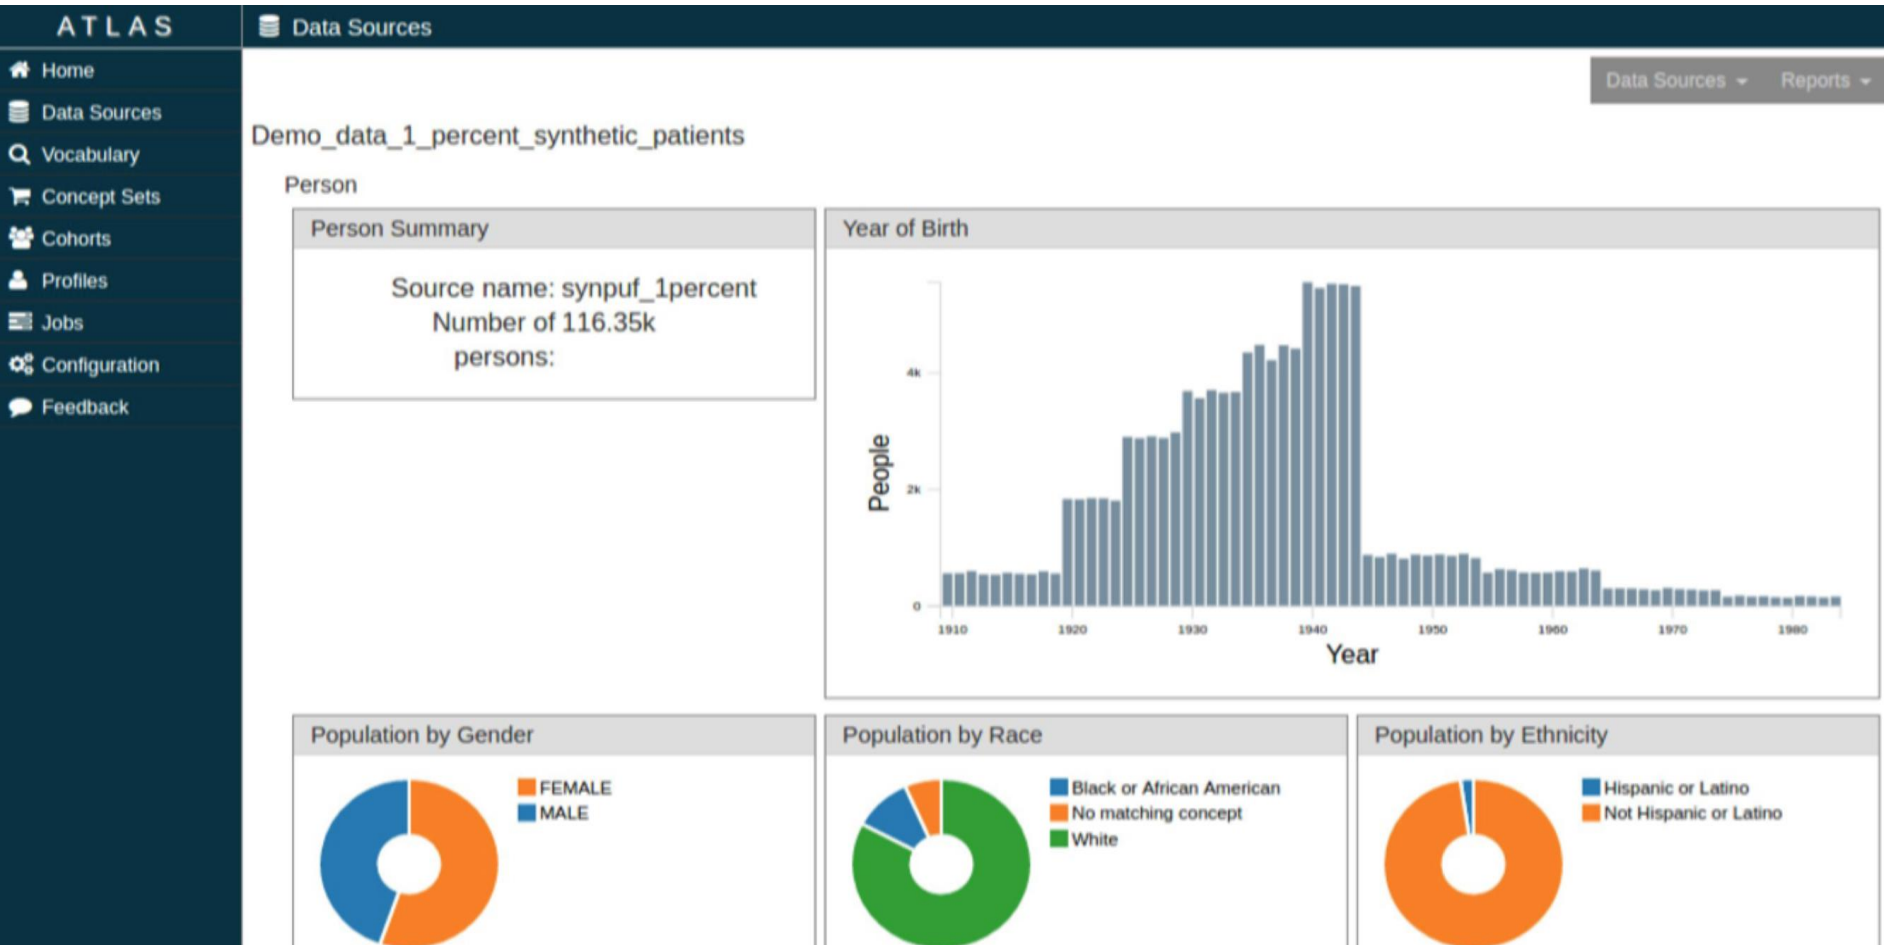 ATLAS
Data Sources
Home
Data Sources
Vocabulary
Concept Sets
Cohorts
Profiles
Jobs
Configuration
Feedback
Data Sources
Reports
Demo_data_1_percent_synthetic_patients
Person
Person Summary
Source name: synpuf_1percent
Number of 116.35k
persons:
Year of Birth
People
4k
2k
0
1910 1920 1930 1940 1950 1960 1970 1980
Year
Population by Gender
FEMALE
MALE
Population by Race
Black or African American
No matching concept
White
Population by Ethnicity
Hispanic or Latino
Not Hispanic or Latino